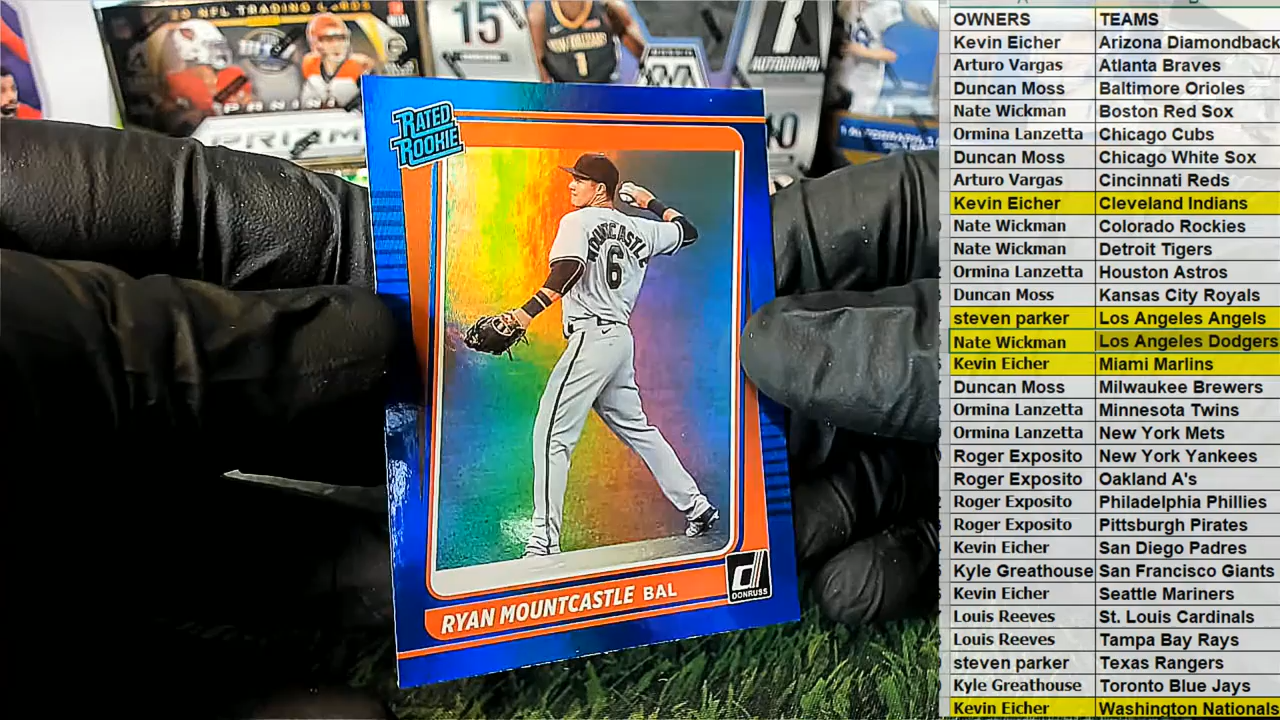 20 NFL TRADING CARDS
PRIZM
15
NEW ORLEANS
1
AUTOGRAPH
RATED
ROOKIE
MOUNTCASTLE
6
RYAN MOUNTCASTLE BAL
DONRUSS
OWNERS TEAMS
Kevin Eicher Arizona Diamondback
Arturo Vargas Atlanta Braves
Duncan Moss Baltimore Orioles
Nate Wickman Boston Red Sox
Ormina Lanzetta Chicago Cubs
Duncan Moss Chicago White Sox
Arturo Vargas Cincinnati Reds
Kevin Eicher Cleveland Indians
Nate Wickman Colorado Rockies
Nate Wickman Detroit Tigers
Ormina Lanzetta Houston Astros
Duncan Moss Kansas City Royals
steven parker Los Angeles Angels
Nate Wickman Los Angeles Dodgers
Kevin Eicher Miami Marlins
Duncan Moss Milwaukee Brewers
Ormina Lanzetta Minnesota Twins
Ormina Lanzetta New York Mets
Roger Exposito New York Yankees
Roger Exposito Oakland A's
Roger Exposito Philadelphia Phillies
Roger Exposito Pittsburgh Pirates
Kevin Eicher San Diego Padres
Kyle Greathouse San Francisco Giants
Kevin Eicher Seattle Mariners
Louis Reeves St. Louis Cardinals
Louis Reeves Tampa Bay Rays
steven parker Texas Rangers
Kyle Greathouse Toronto Blue Jays
Kevin Eicher Washington Nationals